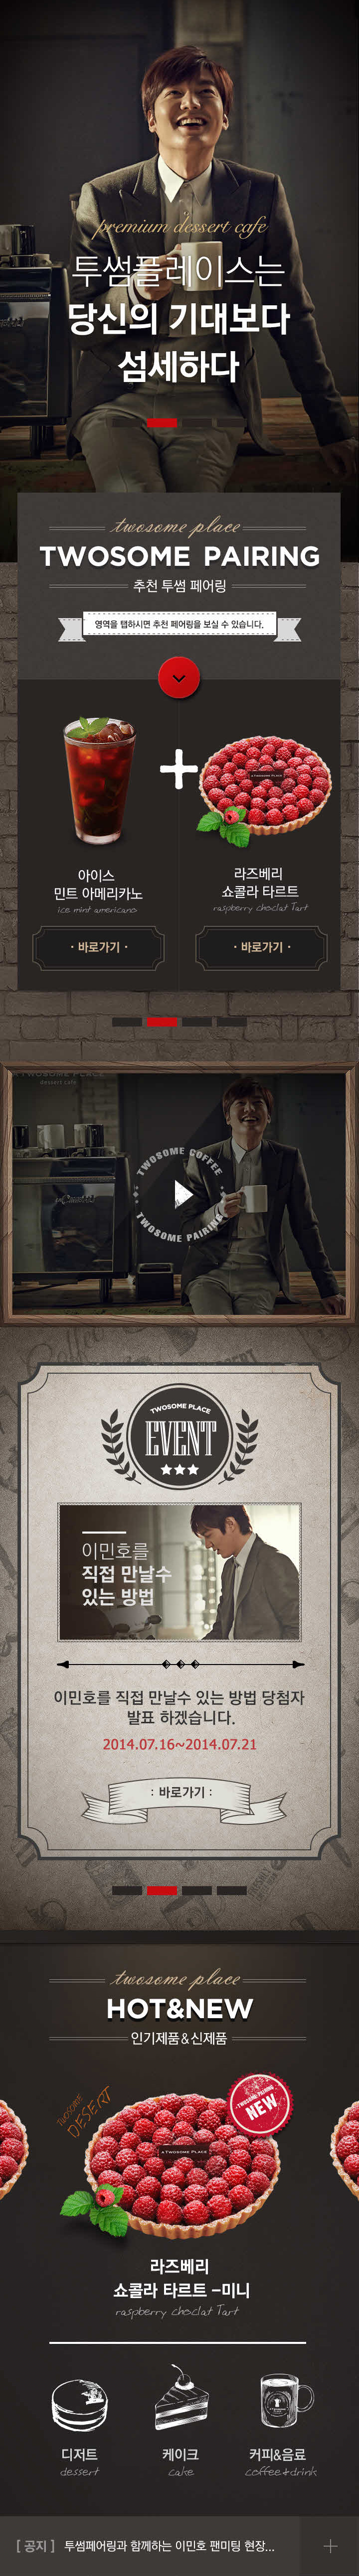 premium dessert cafe
투썸플레이스는
당신의 기대보다
섬세하다
twosome place
TWOSOME PAIRING
추천 투썸 페어링
영역을 탭하시면 추천 페어링을 보실 수 있습니다.
A TWOSOME PLACE
아이스
민트 아메리카노
ice mint americano
· 바로가기 ·
라즈베리
쇼콜라 타르트
raspberry choclat Tart
· 바로가기 ·
A TWOSOME PLACE
Dessert Cafe
TWOSOME COFFEE
TWOSOME PAIRING
TWOSOME PLACE
EVENT
이민호를
직접 만날수
있는 방법
이민호를 직접 만날수 있는 방법 당첨자
발표 하겠습니다.
2014.07.16~2014.07.21
: 바로가기 :
twosome place
HOT&NEW
인기제품&신제품
TWOSOME
DESERT
TWOSOME PAIRING
NEW
A TWOSOME PLACE
라즈베리
쇼콜라 타르트 -미니
raspberry choclat Tart
디저트
dessert
케이크
cake
커피&음료
coffee&drink
[ 공지 ] 투썸페어링과 함께하는 이민호 팬미팅 현장...